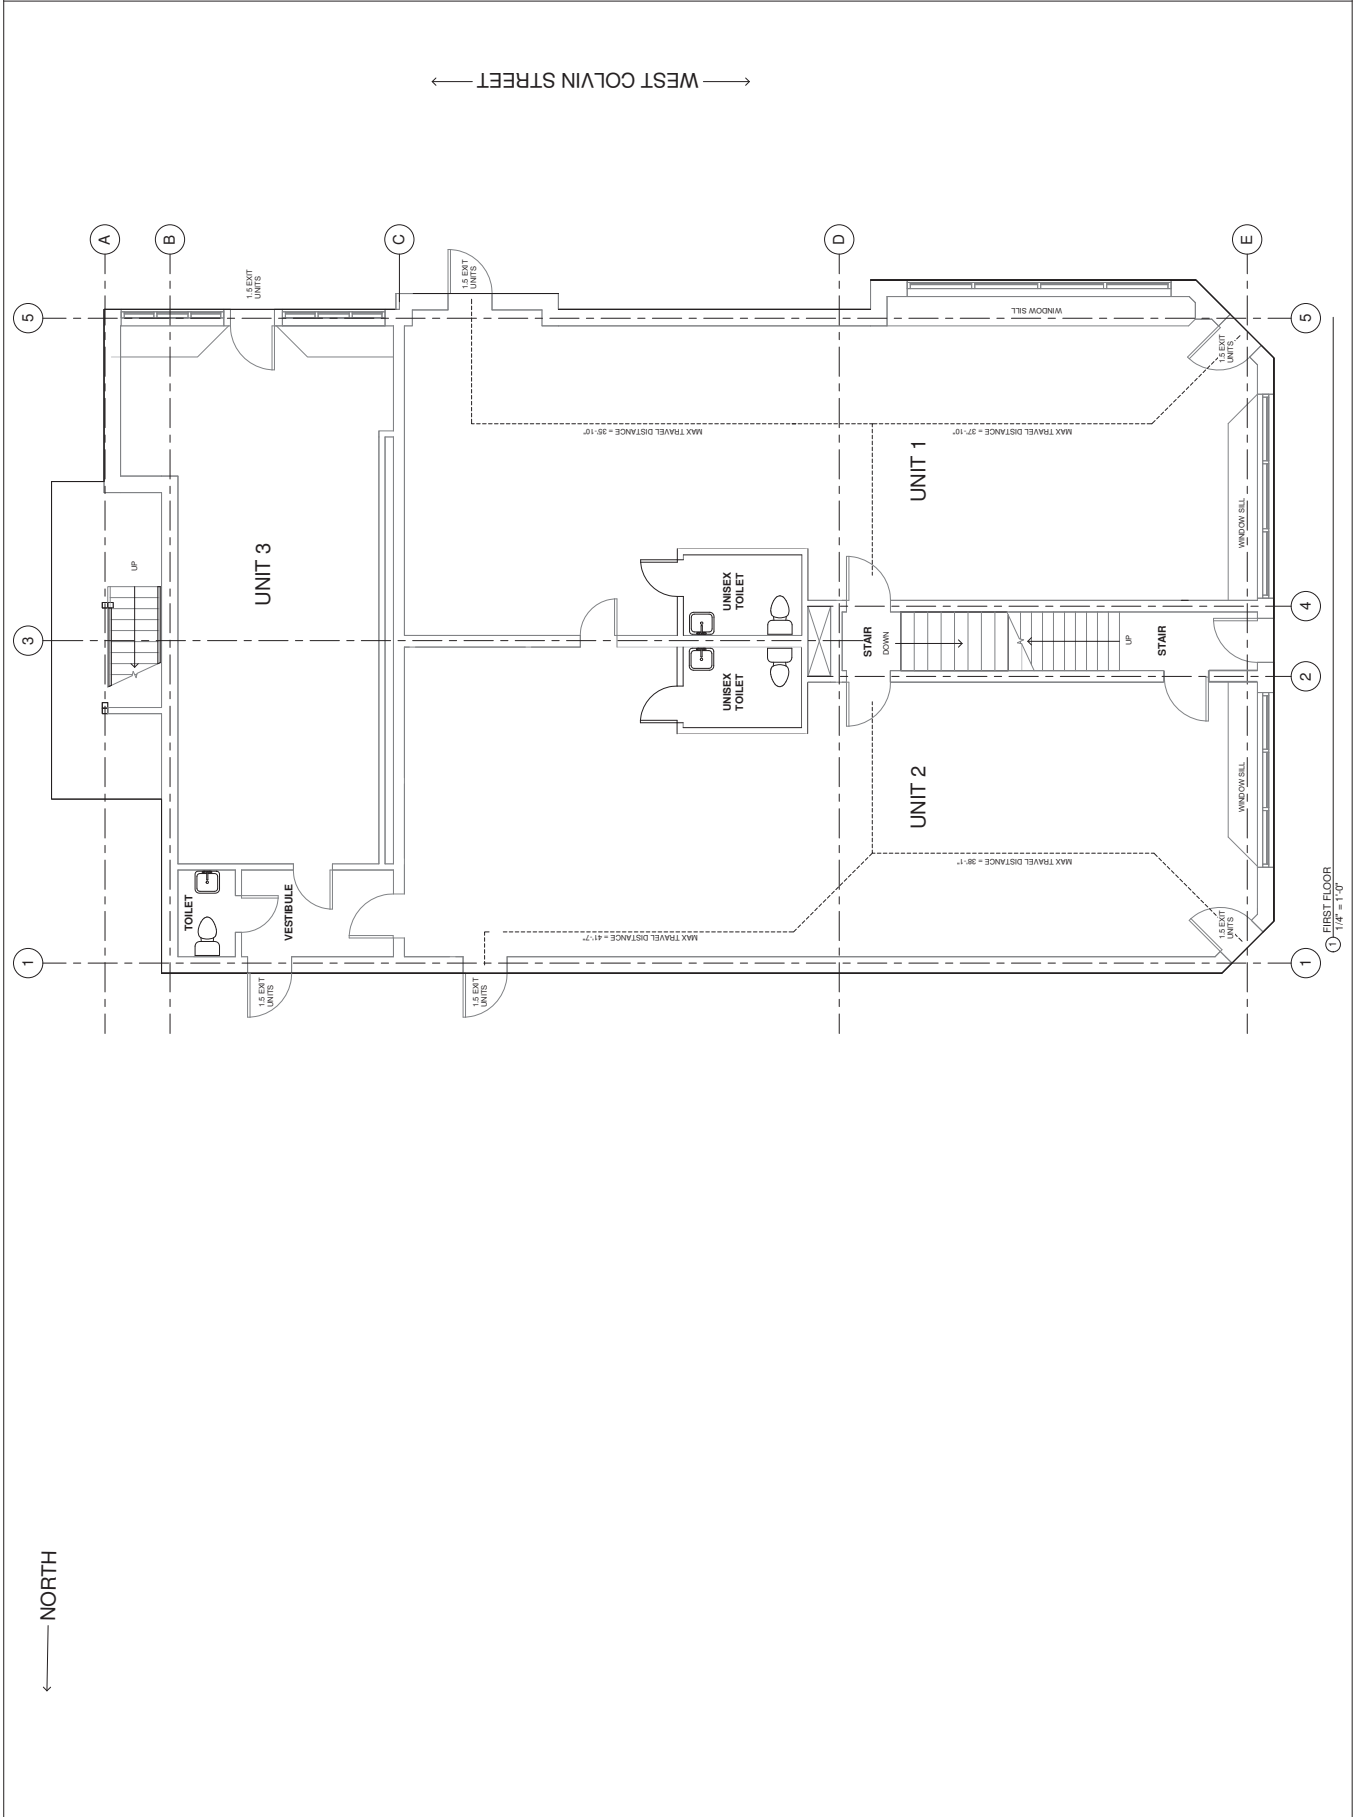 WEST COLVIN STREET
A
B
C
D
E
5
3
1
5
4
2
1
1.5 EXIT
UNITS
1.5 EXIT
UNITS
WINDOW SILL
1.5 EXIT
UNITS
MAX TRAVEL DISTANCE = 35'-10"
MAX TRAVEL DISTANCE = 37'-10"
UNIT 1
WINDOW SILL
UP
UNIT 3
UNISEX
TOILET
UNISEX
TOILET
STAIR
DOWN
UP
STAIR
UNIT 2
WINDOW SILL
MAX TRAVEL DISTANCE = 38'-1"
MAX TRAVEL DISTANCE = 41'-7"
TOILET
VESTIBULE
1.5 EXIT
UNITS
1.5 EXIT
UNITS
1.5 EXIT
UNITS
1
FIRST FLOOR
1/4" = 1'-0"
NORTH